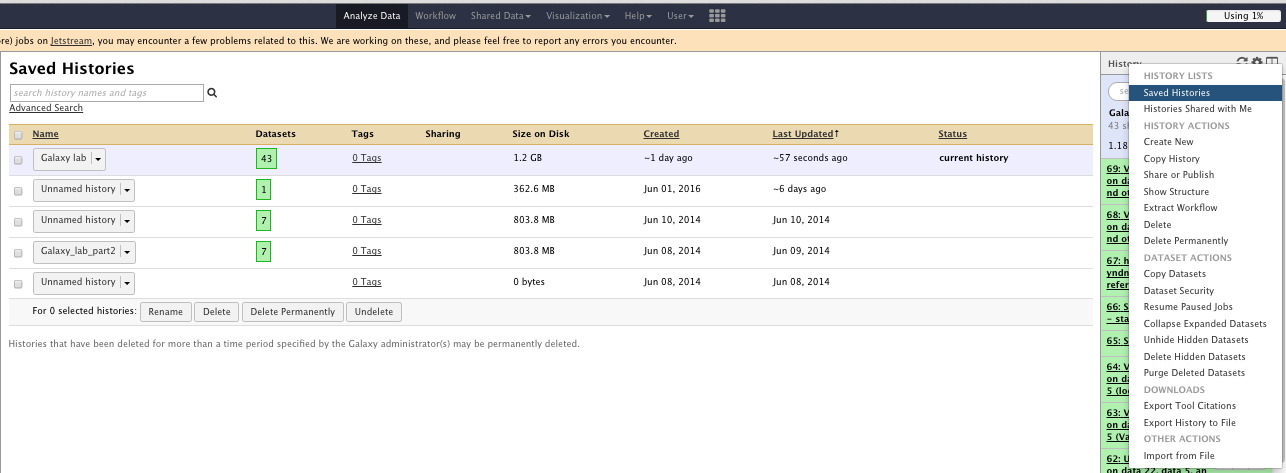 Analyze Data Workflow Shared Data Visualization Help User Using 1%
re) jobs on Jetstream, you may encounter a few problems related to this. We are working on these, and please feel free to report any errors you encounter.
Saved Histories
search history names and tags
Advanced Search
Name Datasets Tags Sharing Size on Disk Created Last Updated↑ Status
Galaxy lab 43 0 Tags 1.2 GB ~1 day ago ~57 seconds ago current history
Unnamed history 1 0 Tags 362.6 MB Jun 01, 2016 ~6 days ago
Unnamed history 7 0 Tags 803.8 MB Jun 10, 2014 Jun 10, 2014
Galaxy_lab_part2 7 0 Tags 803.8 MB Jun 08, 2014 Jun 09, 2014
Unnamed history 0 Tags 0 bytes Jun 08, 2014 Jun 08, 2014
For 0 selected histories: Rename Delete Delete Permanently Undelete
Histories that have been deleted for more than a time period specified by the Galaxy administrator(s) may be permanently deleted.
History
se
Gala
43 sh
1.18
69: V
on da
nd ot
68: V
on da
nd ot
67: h
yndn
refer
66: S
- sta
65: S
64: V
on da
5 (lo
63: V
on da
5 (Va
62: U
on data 22, data 5, an
HISTORY LISTS
Saved Histories
Histories Shared with Me
HISTORY ACTIONS
Create New
Copy History
Share or Publish
Show Structure
Extract Workflow
Delete
Delete Permanently
DATASET ACTIONS
Copy Datasets
Dataset Security
Resume Paused Jobs
Collapse Expanded Datasets
Unhide Hidden Datasets
Delete Hidden Datasets
Purge Deleted Datasets
DOWNLOADS
Export Tool Citations
Export History to File
OTHER ACTIONS
Import from File